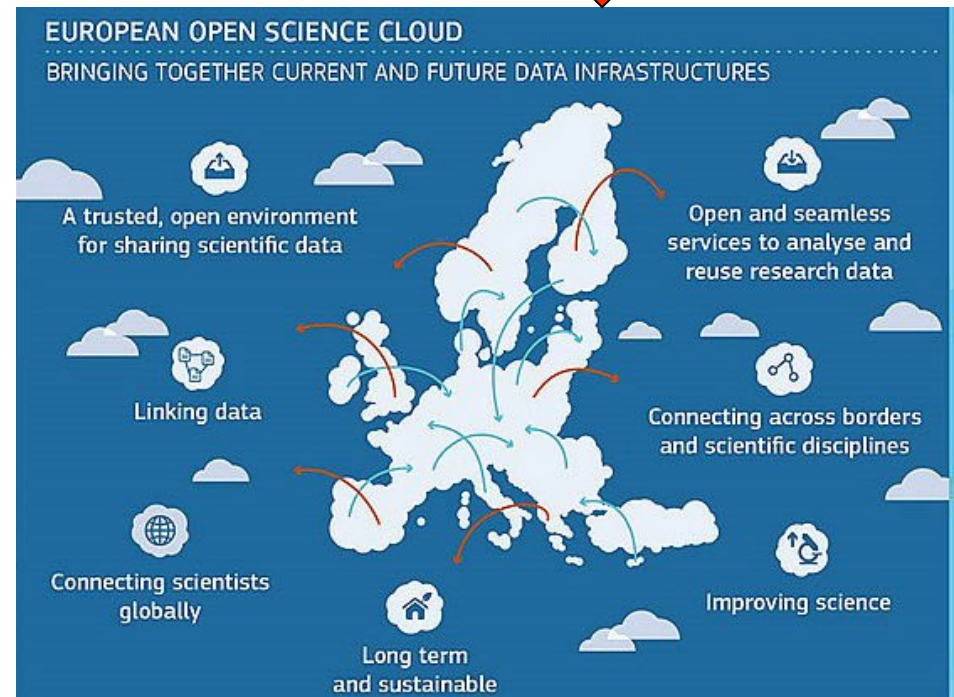 EUROPEAN OPEN SCIENCE CLOUD
BRINGING TOGETHER CURRENT AND FUTURE DATA INFRASTRUCTURES
A trusted, open environment
for sharing scientific data
Open and seamless
services to analyse and
reuse research data
Linking data
Connecting across borders
and scientific disciplines
Connecting scientists
globally
Improving science
Long term
and sustainable